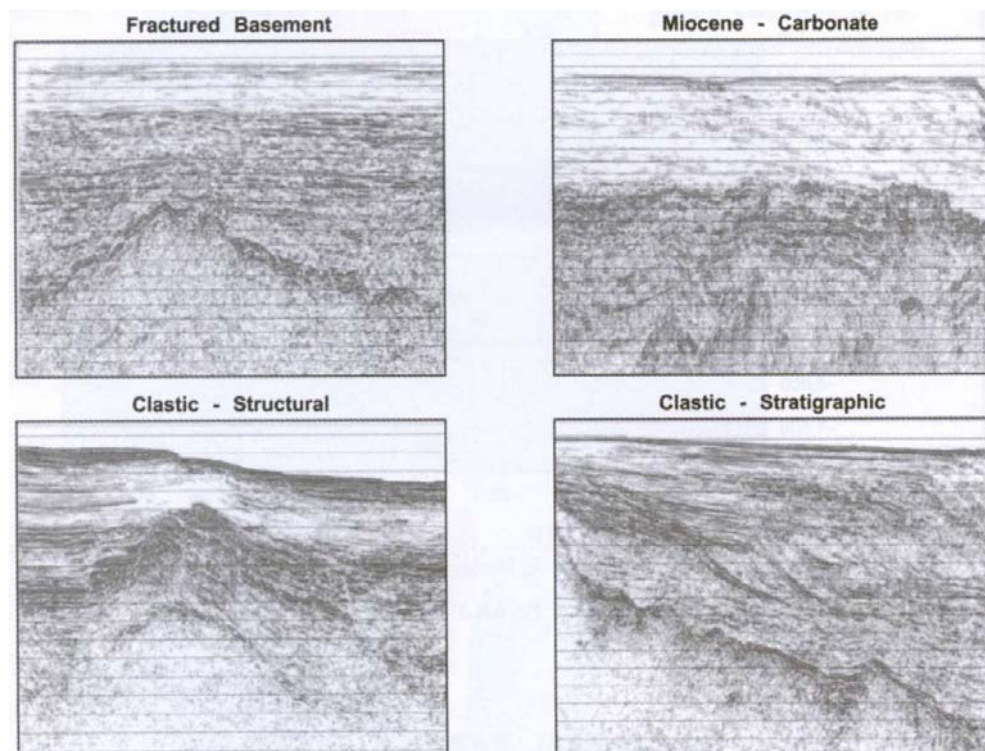 Fractured Basement
Miocene - Carbonate
Clastic - Structural
Clastic - Stratigraphic